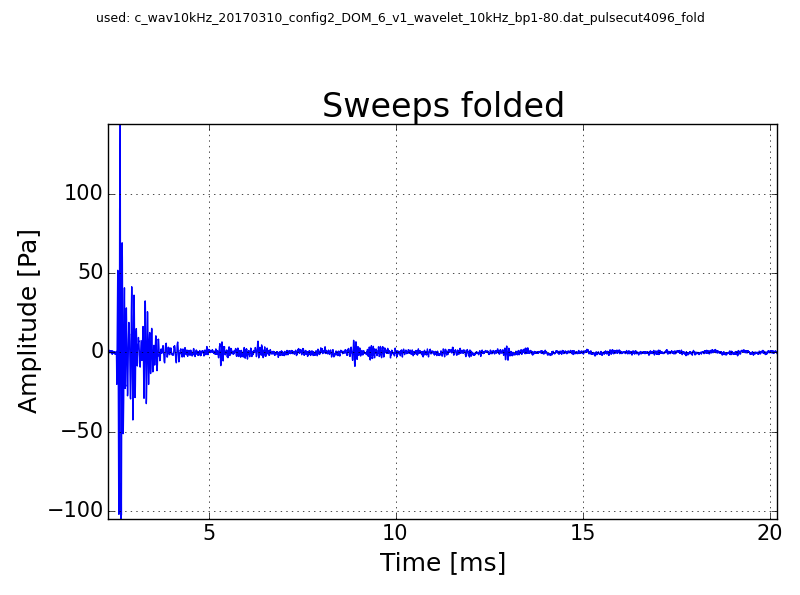 used: c_wav10kHz_20170310_config2_DOM_6_v1_wavelet_10kHz_bp1-80.dat_pulsecut4096_fold
Sweeps folded
100
50
0
−50
−100
Amplitude [Pa]
5 10 15 20
Time [ms]